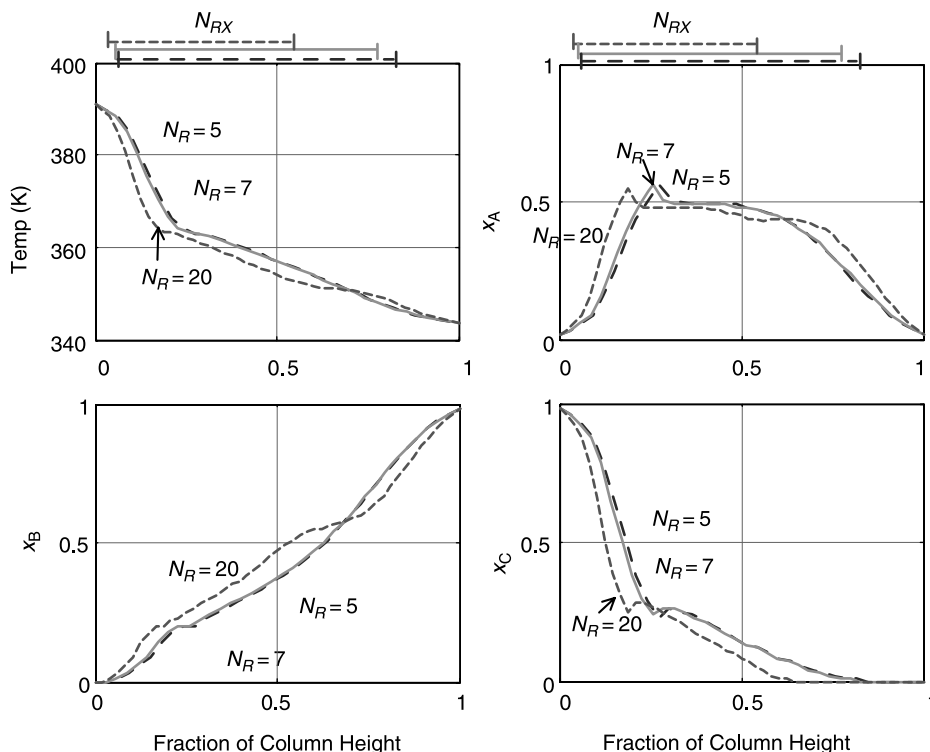 N_RX
N_RX
400
380
360
340
Temp (K)
N_R = 5
N_R = 7
N_R = 20
0
0.5
1
1
0.5
0
x_A
N_R = 7
N_R = 5
N_R = 20
0
0.5
1
1
0.5
0
x_B
N_R = 20
N_R = 5
N_R = 7
0
0.5
1
Fraction of Column Height
1
0.5
0
x_C
N_R = 5
N_R = 7
N_R = 20
0
0.5
1
Fraction of Column Height